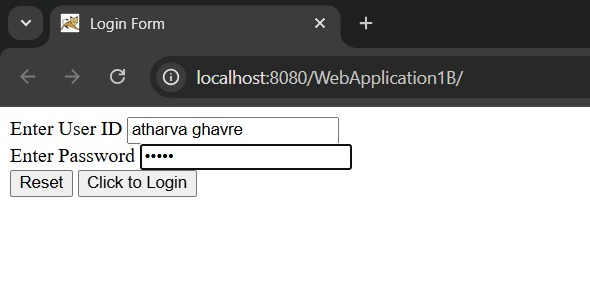 Login Form
localhost:8080/WebApplication1B/
Enter User ID atharva ghavre
Enter Password •••••
Reset Click to Login